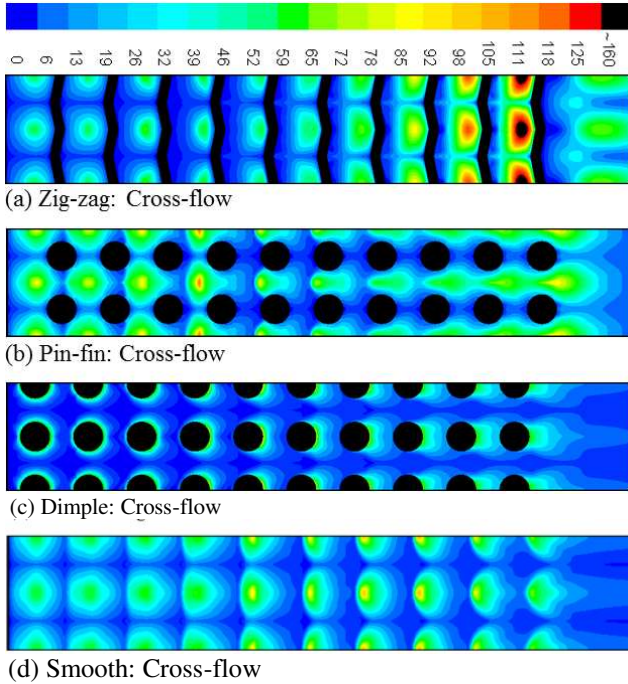 0 6 13 19 26 32 39 46 52 59 65 72 78 85 92 98 105 111 118 125 ~160
(a) Zig-zag: Cross-flow
(b) Pin-fin: Cross-flow
(c) Dimple: Cross-flow
(d) Smooth: Cross-flow